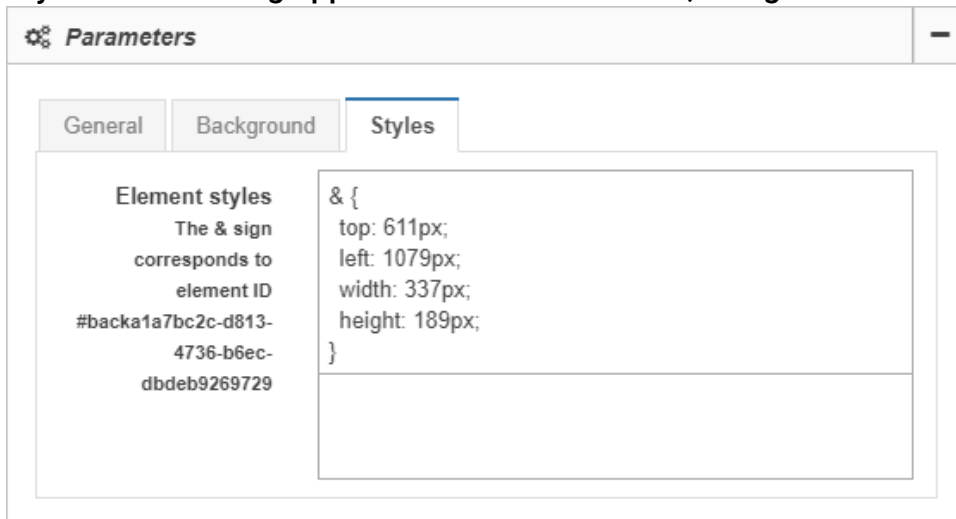 Parameters
General Background Styles
Element styles
The & sign
corresponds to
element ID
#backa1a7bc2c-d813-
4736-b6ec-
dbdeb9269729
& {
top: 611px;
left: 1079px;
width: 337px;
height: 189px;
}